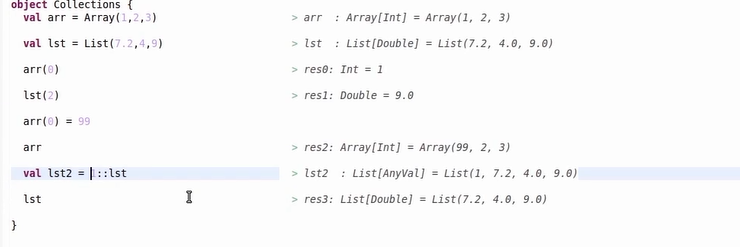 object Collections {
val arr = Array(1,2,3) > arr : Array[Int] = Array(1, 2, 3)
val lst = List(7.2,4,9) > lst : List[Double] = List(7.2, 4.0, 9.0)
arr(0) > res0: Int = 1
lst(2) > res1: Double = 9.0
arr(0) = 99
arr > res2: Array[Int] = Array(99, 2, 3)
val lst2 = 1::lst > lst2 : List[AnyVal] = List(1, 7.2, 4.0, 9.0)
lst > res3: List[Double] = List(7.2, 4.0, 9.0)
}